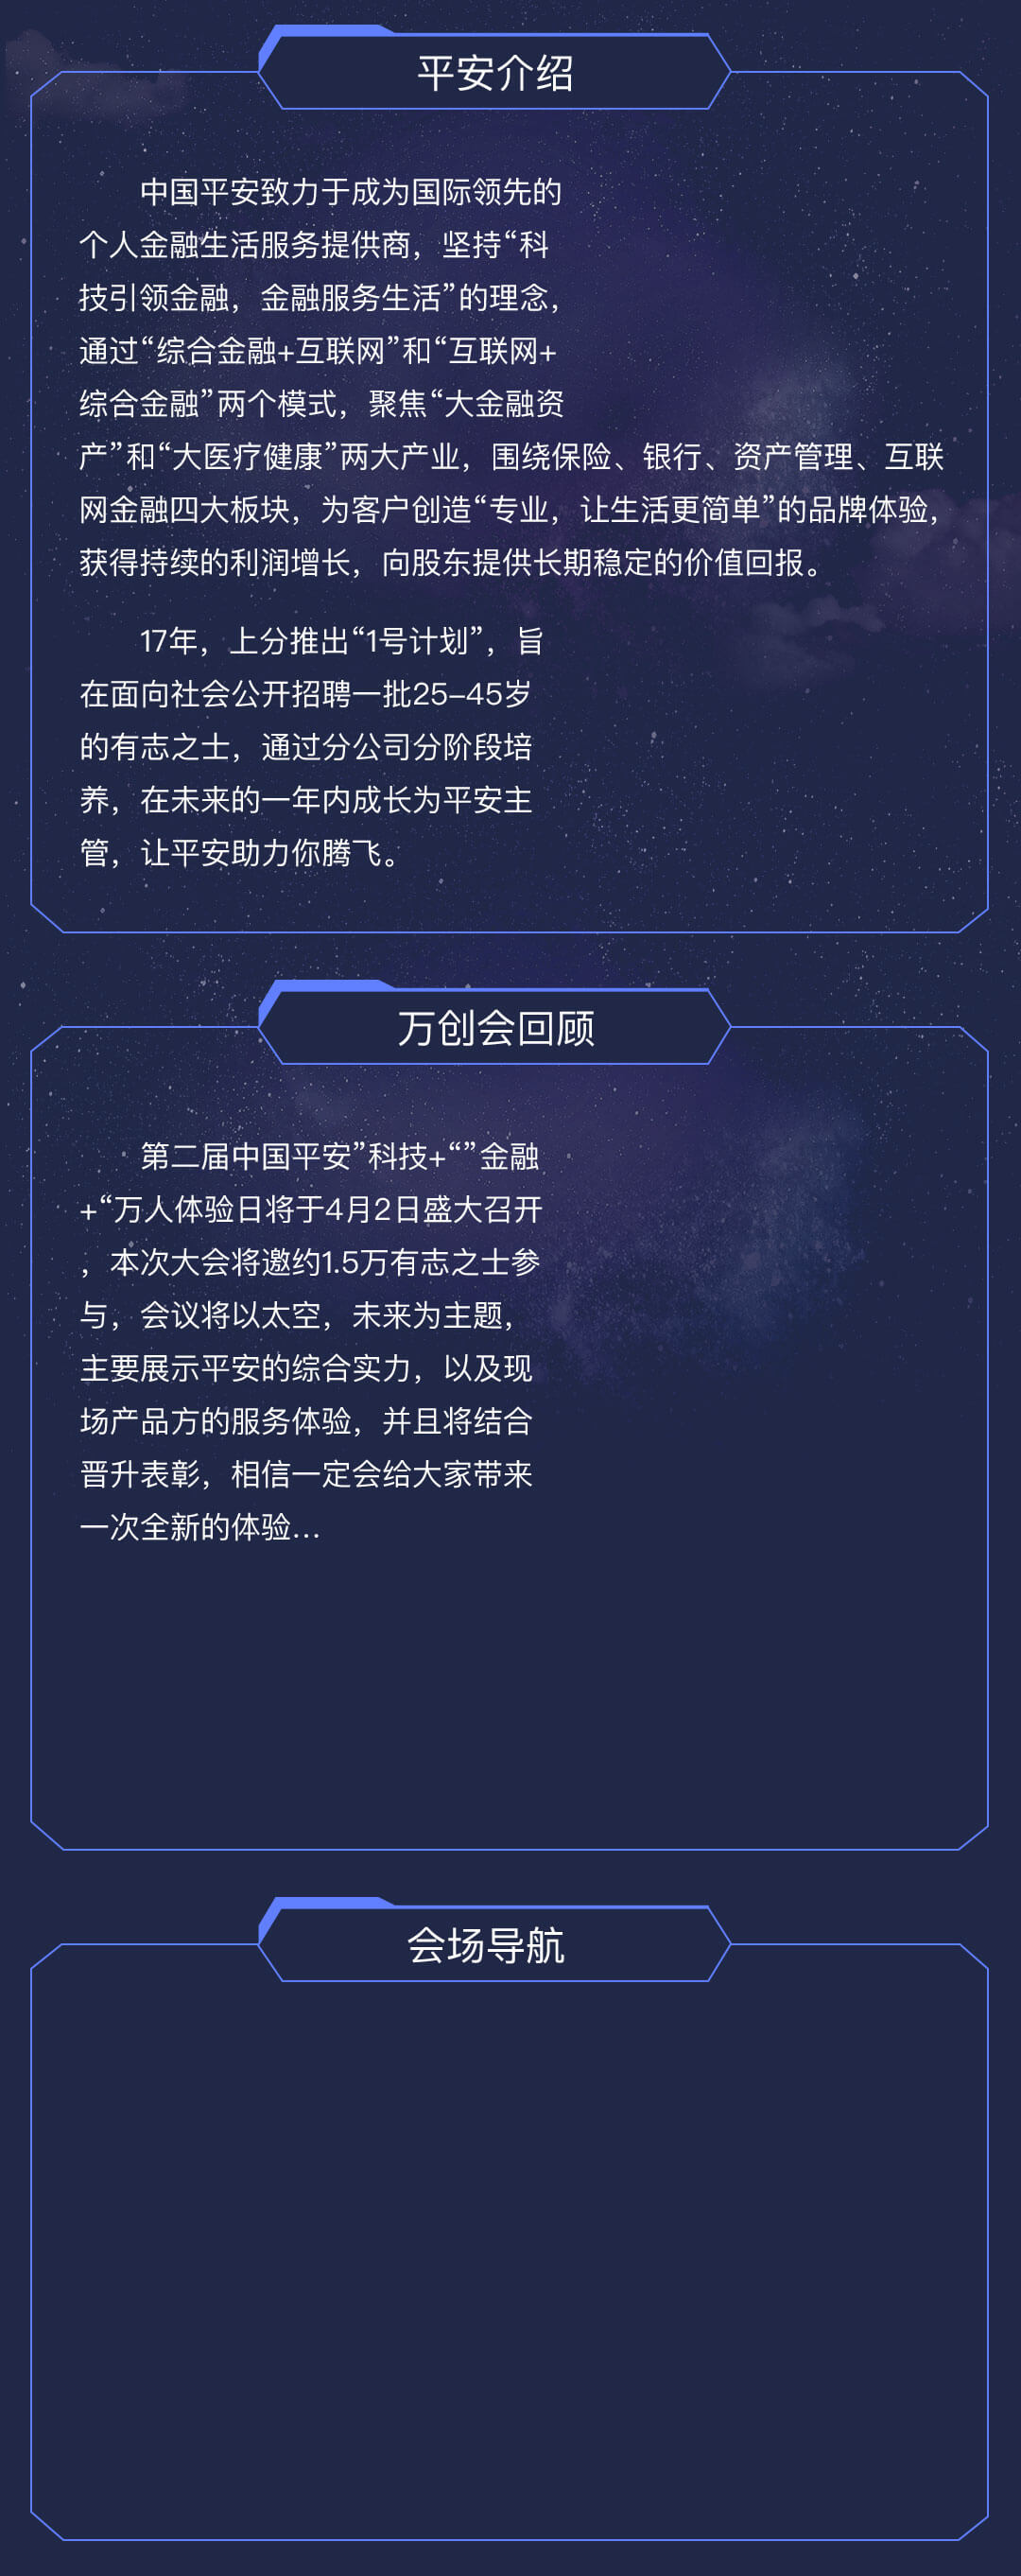 平安介绍
中国平安致力于成为国际领先的
个人金融生活服务提供商，坚持“科
技引领金融，金融服务生活”的理念，
通过“综合金融+互联网”和“互联网+
综合金融”两个模式，聚焦“大金融资
产”和“大医疗健康”两大产业，围绕保险、银行、资产管理、互联
网金融四大板块，为客户创造“专业，让生活更简单”的品牌体验，
获得持续的利润增长，向股东提供长期稳定的价值回报。
17年，上分推出“1号计划”，旨
在面向社会公开招聘一批25-45岁
的有志之士，通过分公司分阶段培
养，在未来的一年内成长为平安主
管，让平安助力你腾飞。
万创会回顾
第二届中国平安”科技+“”金融
+“万人体验日将于4月2日盛大召开
，本次大会将邀约1.5万有志之士参
与，会议将以太空，未来为主题，
主要展示平安的综合实力，以及现
场产品方的服务体验，并且将结合
晋升表彰，相信一定会给大家带来
一次全新的体验...
会场导航